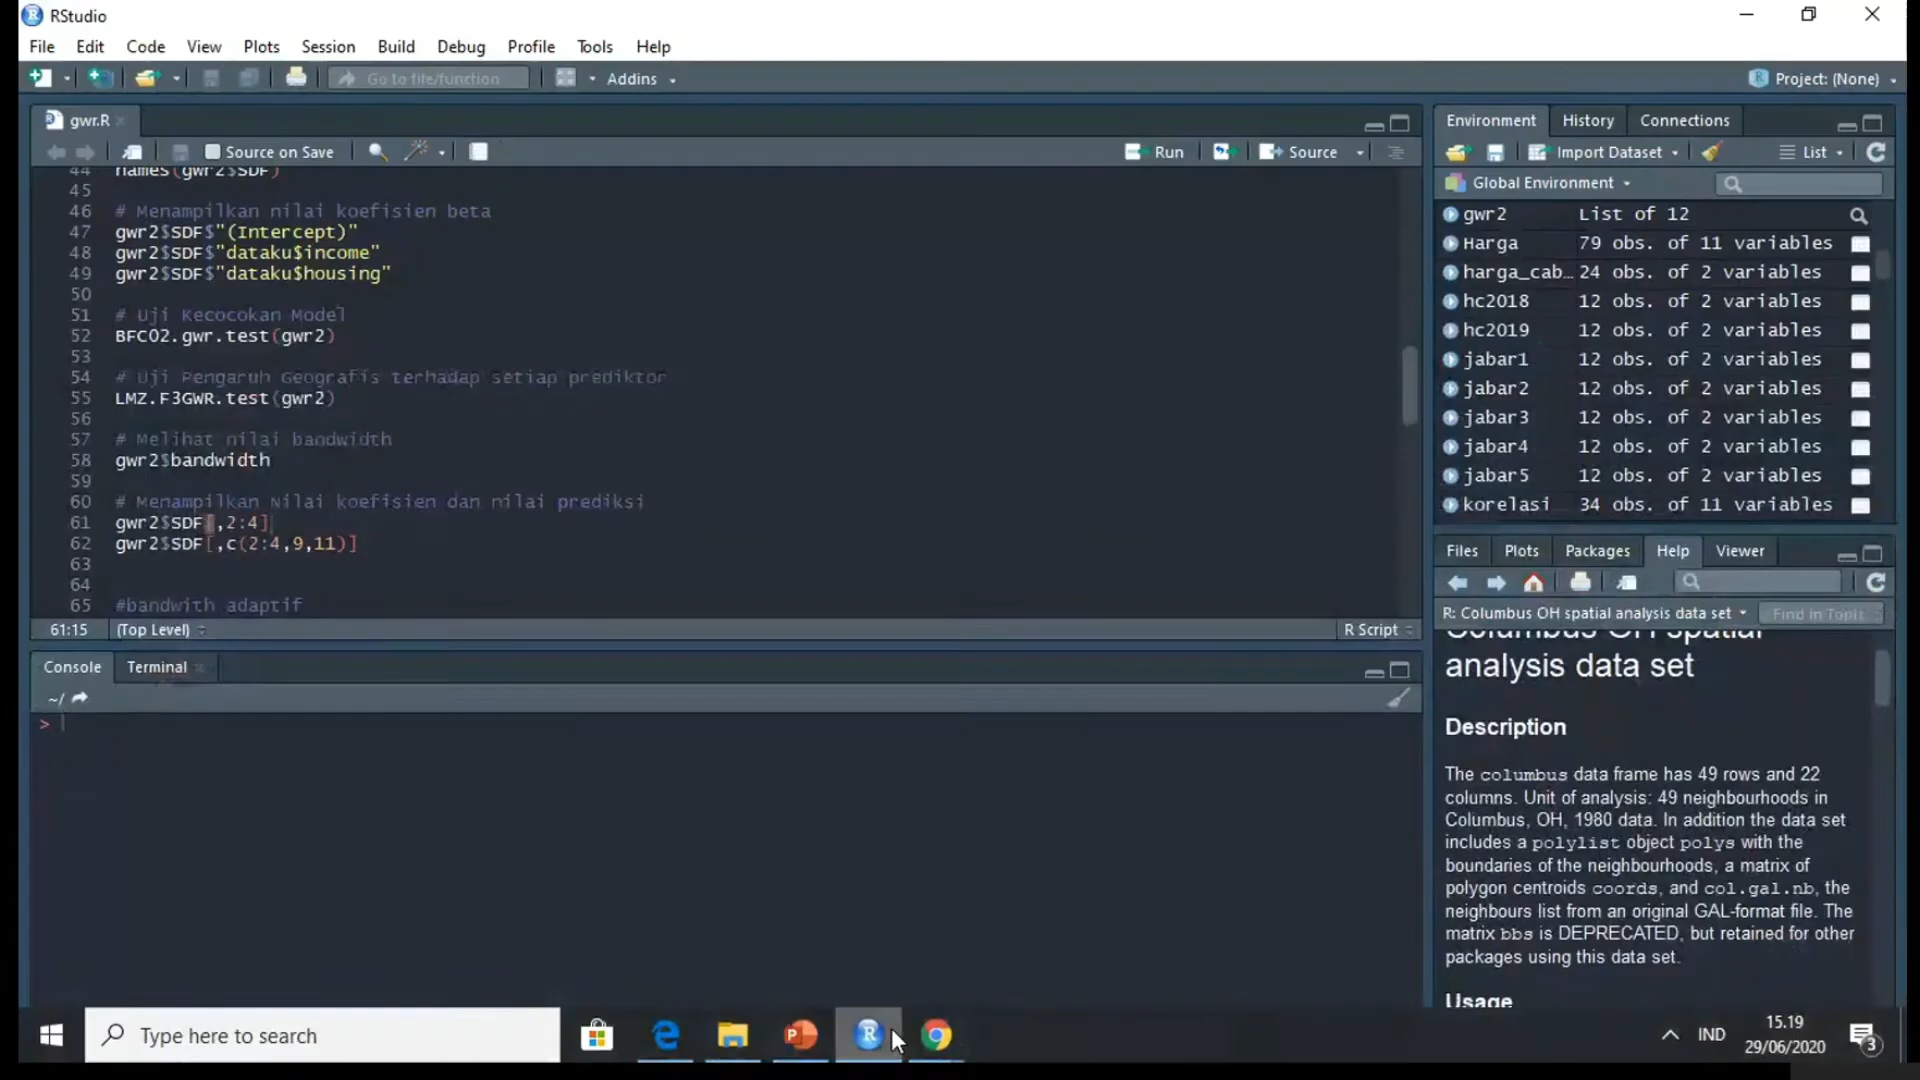 RStudio
File Edit Code View Plots Session Build Debug Profile Tools Help
Go to file/function Addins Project: (None)
gwr.R
Source on Save Run Source
44 names(gwr2$SDF)
45
46 # Menampilkan nilai koefisien beta
47 gwr2$SDF$"(Intercept)"
48 gwr2$SDF$"dataku$income"
49 gwr2$SDF$"dataku$housing"
50
51 # Uji Kecocokan Model
52 BFC02.gwr.test(gwr2)
53
54 # Uji Pengaruh Geografis terhadap setiap prediktor
55 LMZ.F3GWR.test(gwr2)
56
57 # Melihat nilai bandwidth
58 gwr2$bandwidth
59
60 # Menampilkan Nilai koefisien dan nilai prediksi
61 gwr2$SDF[,2:4]
62 gwr2$SDF[,c(2:4,9,11)]
63
64
65 #bandwith adaptif
61:15 (Top Level) R Script
Console Terminal
~/
>
Environment History Connections
Import Dataset List
Global Environment
gwr2 List of 12
Harga 79 obs. of 11 variables
harga_cab… 24 obs. of 2 variables
hc2018 12 obs. of 2 variables
hc2019 12 obs. of 2 variables
jabar1 12 obs. of 2 variables
jabar2 12 obs. of 2 variables
jabar3 12 obs. of 2 variables
jabar4 12 obs. of 2 variables
jabar5 12 obs. of 2 variables
korelasi 34 obs. of 11 variables
Files Plots Packages Help Viewer
R: Columbus OH spatial analysis data set Find in Topic
Columbus OH spatial
analysis data set
Description
The columbus data frame has 49 rows and 22
columns. Unit of analysis: 49 neighbourhoods in
Columbus, OH, 1980 data. In addition the data set
includes a polylist object polys with the
boundaries of the neighbourhoods, a matrix of
polygon centroids coords, and col.gal.nb, the
neighbours list from an original GAL-format file. The
matrix bbs is DEPRECATED, but retained for other
packages using this data set.
Usage
Type here to search
IND
15.19
29/06/2020
3